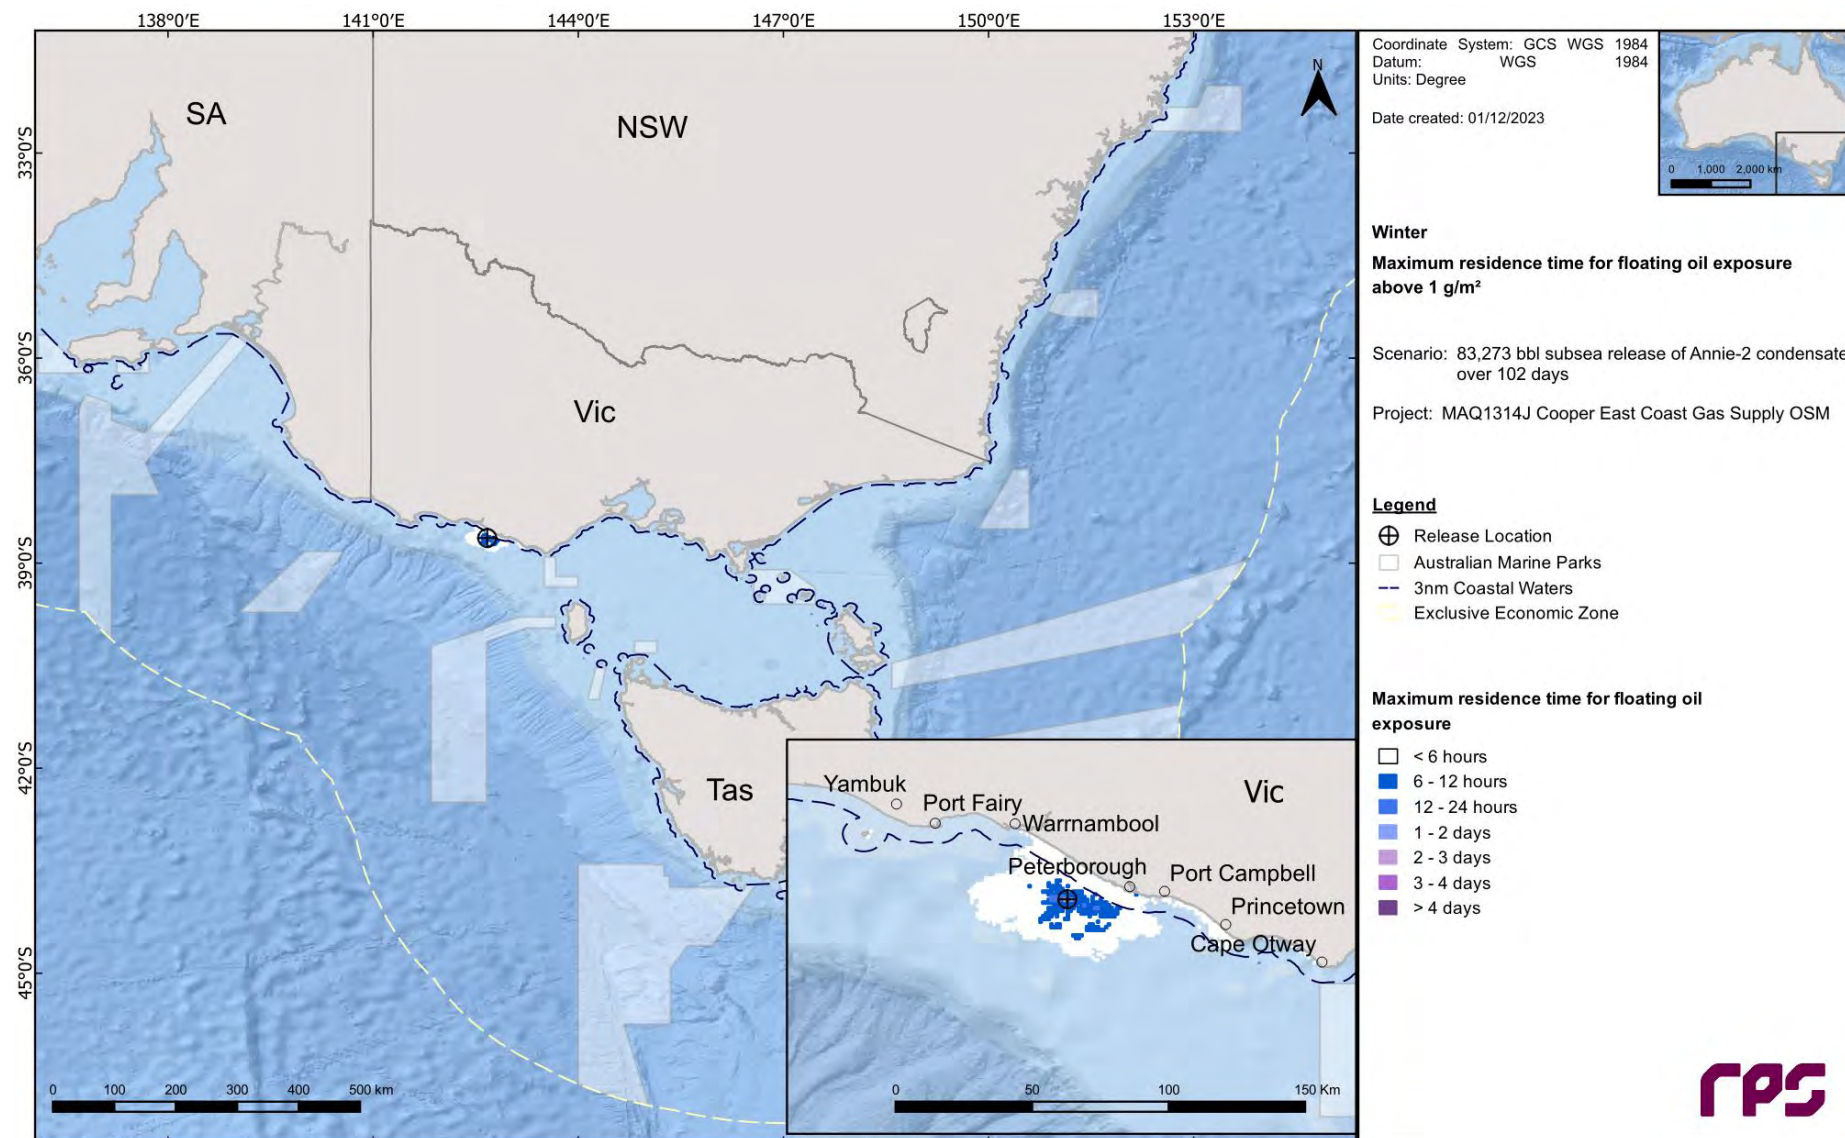 138°0'E 141°0'E 144°0'E 147°0'E 150°0'E 153°0'E
33°0'S
36°0'S
39°0'S
42°0'S
45°0'S
SA
NSW
Vic
Tas
N
0 100 200 300 400 500 km
Vic
Yambuk
Port Fairy
Warrnambool
Peterborough
Port Campbell
Princetown
Cape Otway
0 50 100 150 Km
Coordinate System: GCS WGS 1984
Datum: WGS 1984
Units: Degree
Date created: 01/12/2023
0 1,000 2,000 km
Winter
Maximum residence time for floating oil exposure
above 1 g/m²
Scenario: 83,273 bbl subsea release of Annie-2 condensate
over 102 days
Project: MAQ1314J Cooper East Coast Gas Supply OSM
Legend
Release Location
Australian Marine Parks
3nm Coastal Waters
Exclusive Economic Zone
Maximum residence time for floating oil
exposure
< 6 hours
6 - 12 hours
12 - 24 hours
1 - 2 days
2 - 3 days
3 - 4 days
> 4 days
rps